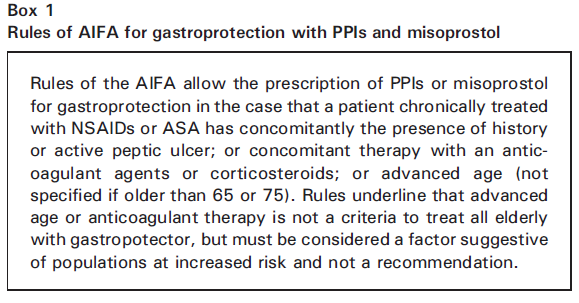 Box 1
Rules of AIFA for gastroprotection with PPIs and misoprostol
Rules of the AIFA allow the prescription of PPIs or misoprostol
for gastroprotection in the case that a patient chronically treated
with NSAIDs or ASA has concomitantly the presence of history
or active peptic ulcer; or concomitant therapy with an antic-
oagulant agents or corticosteroids; or advanced age (not
specified if older than 65 or 75). Rules underline that advanced
age or anticoagulant therapy is not a criteria to treat all elderly
with gastropotector, but must be considered a factor suggestive
of populations at increased risk and not a recommendation.